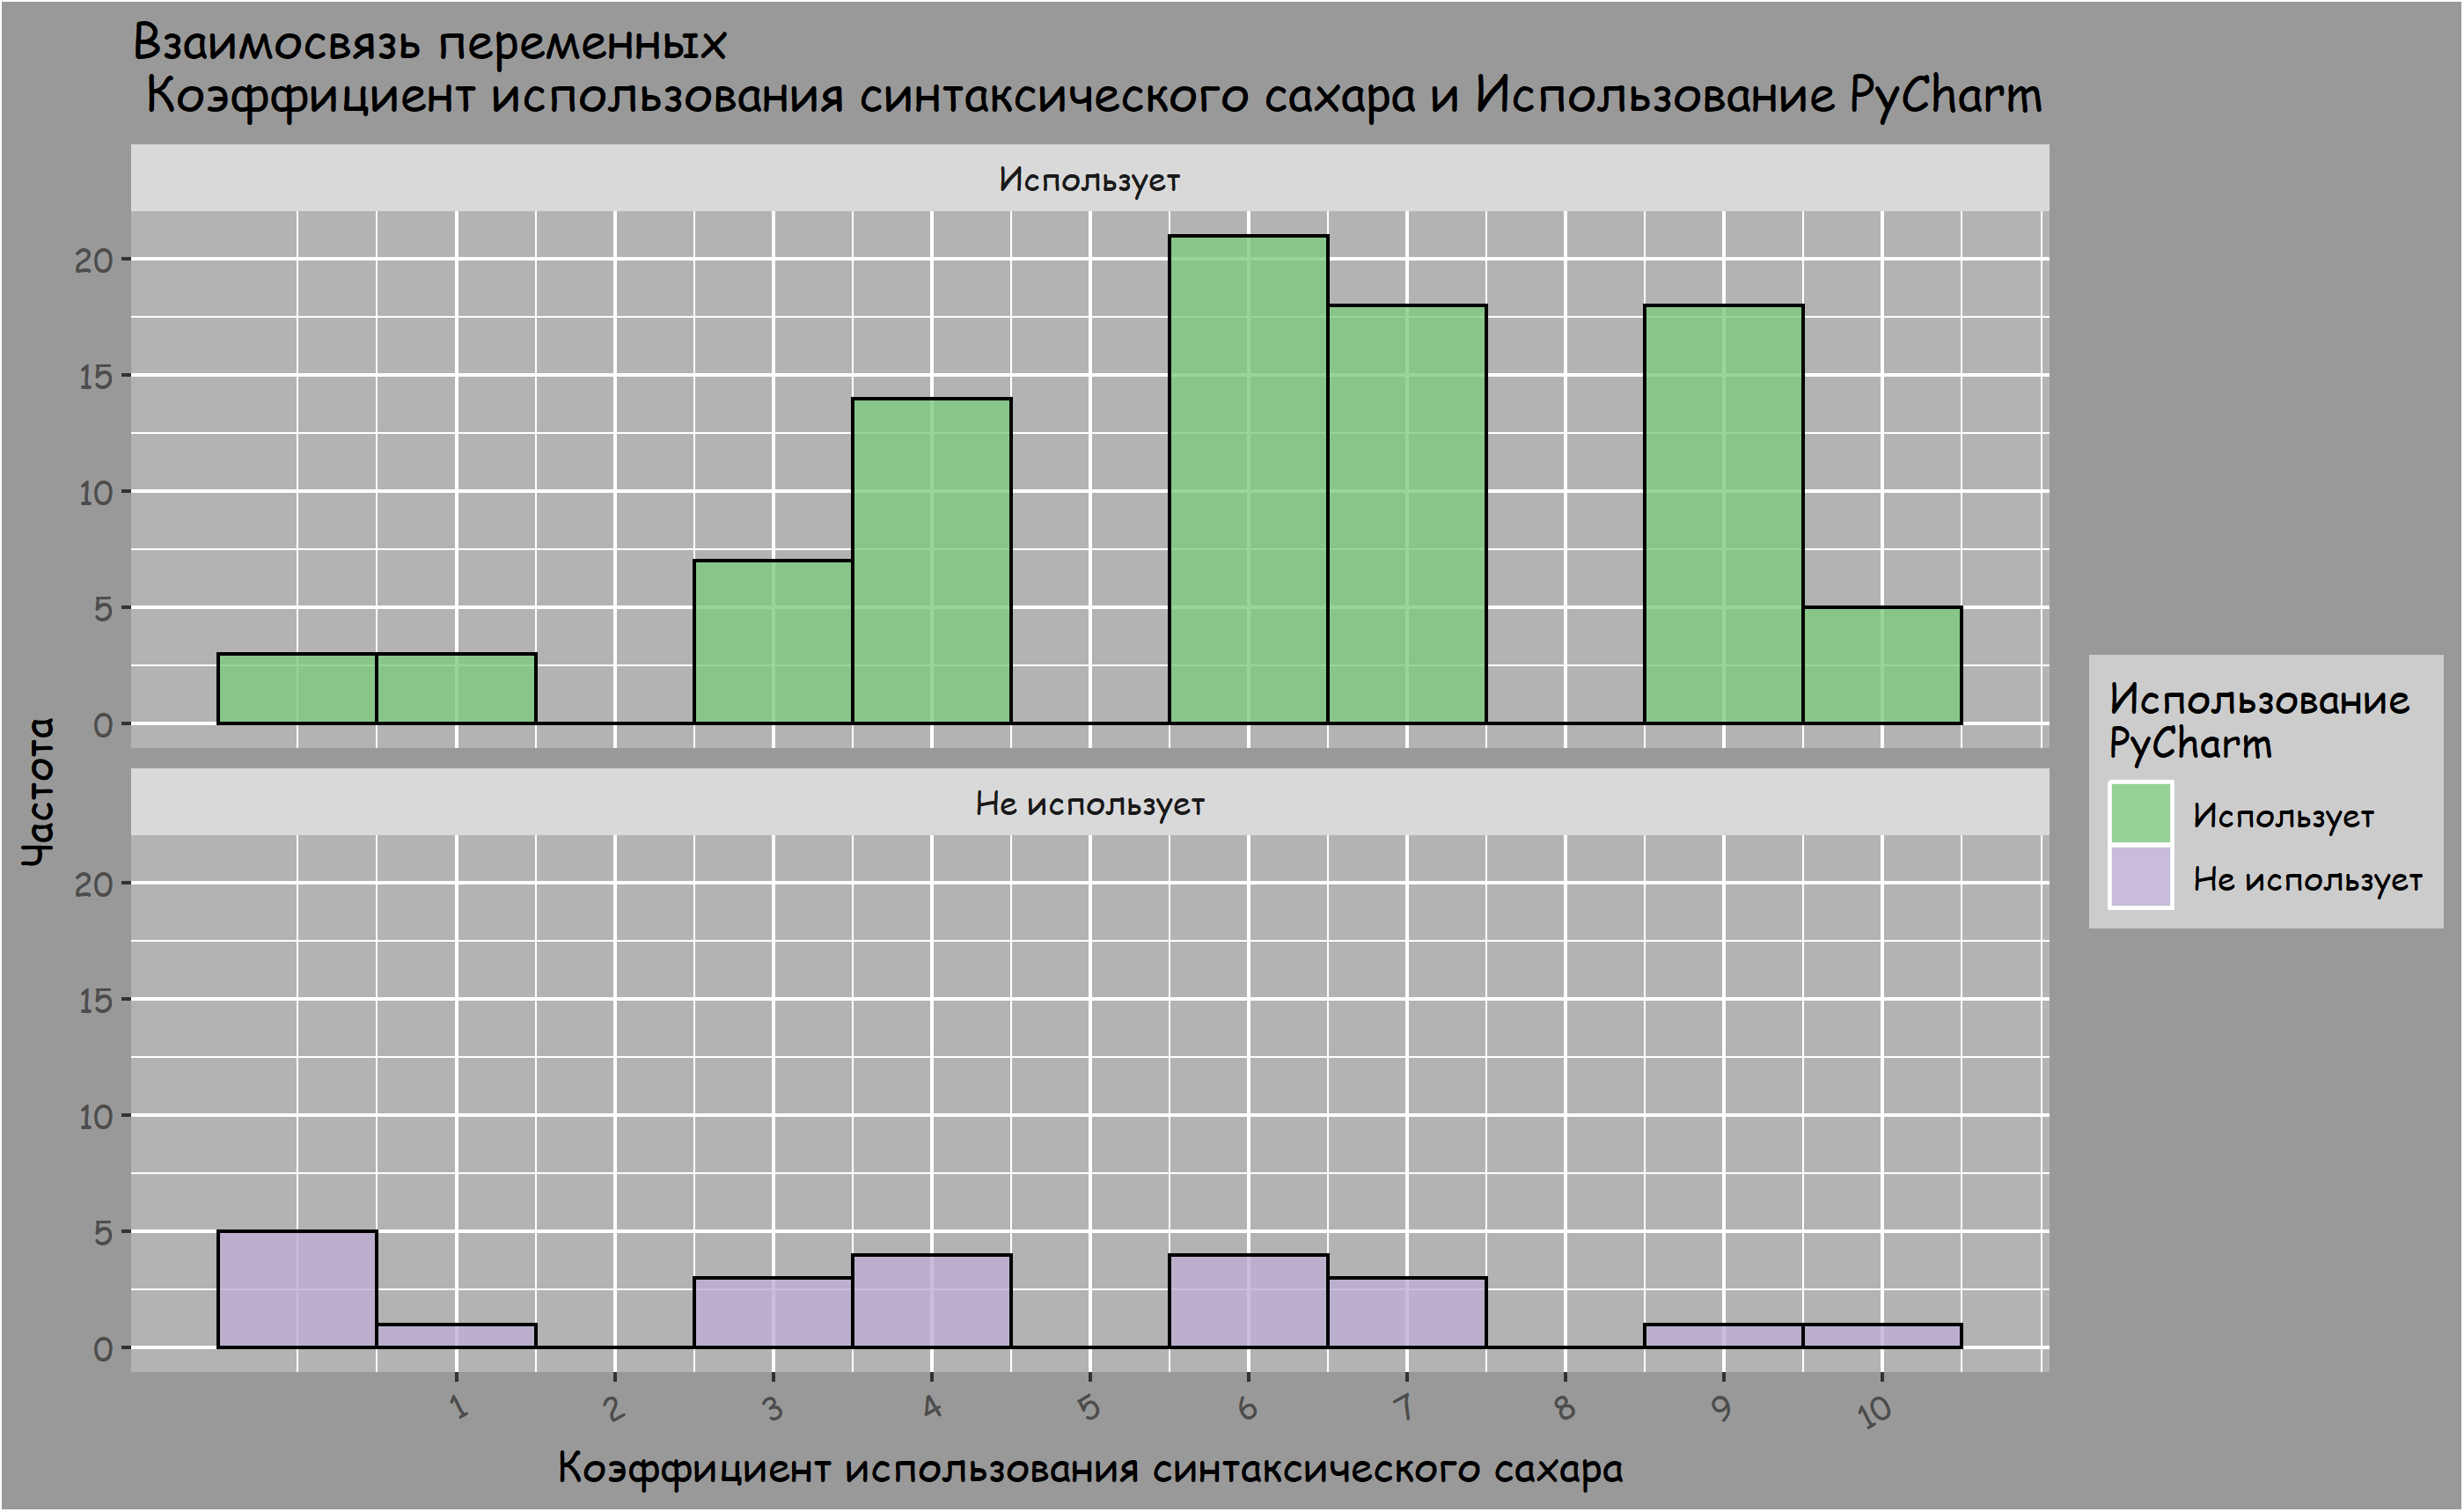 Взаимосвязь переменных
Коэффициент использования синтаксического сахара и Использование PyCharm
Использует
20
15
10
5
0
Не использует
20
15
10
5
0
Частота
1 2 3 4 5 6 7 8 9 10
Коэффициент использования синтаксического сахара
Использование
PyCharm
Использует
Не использует